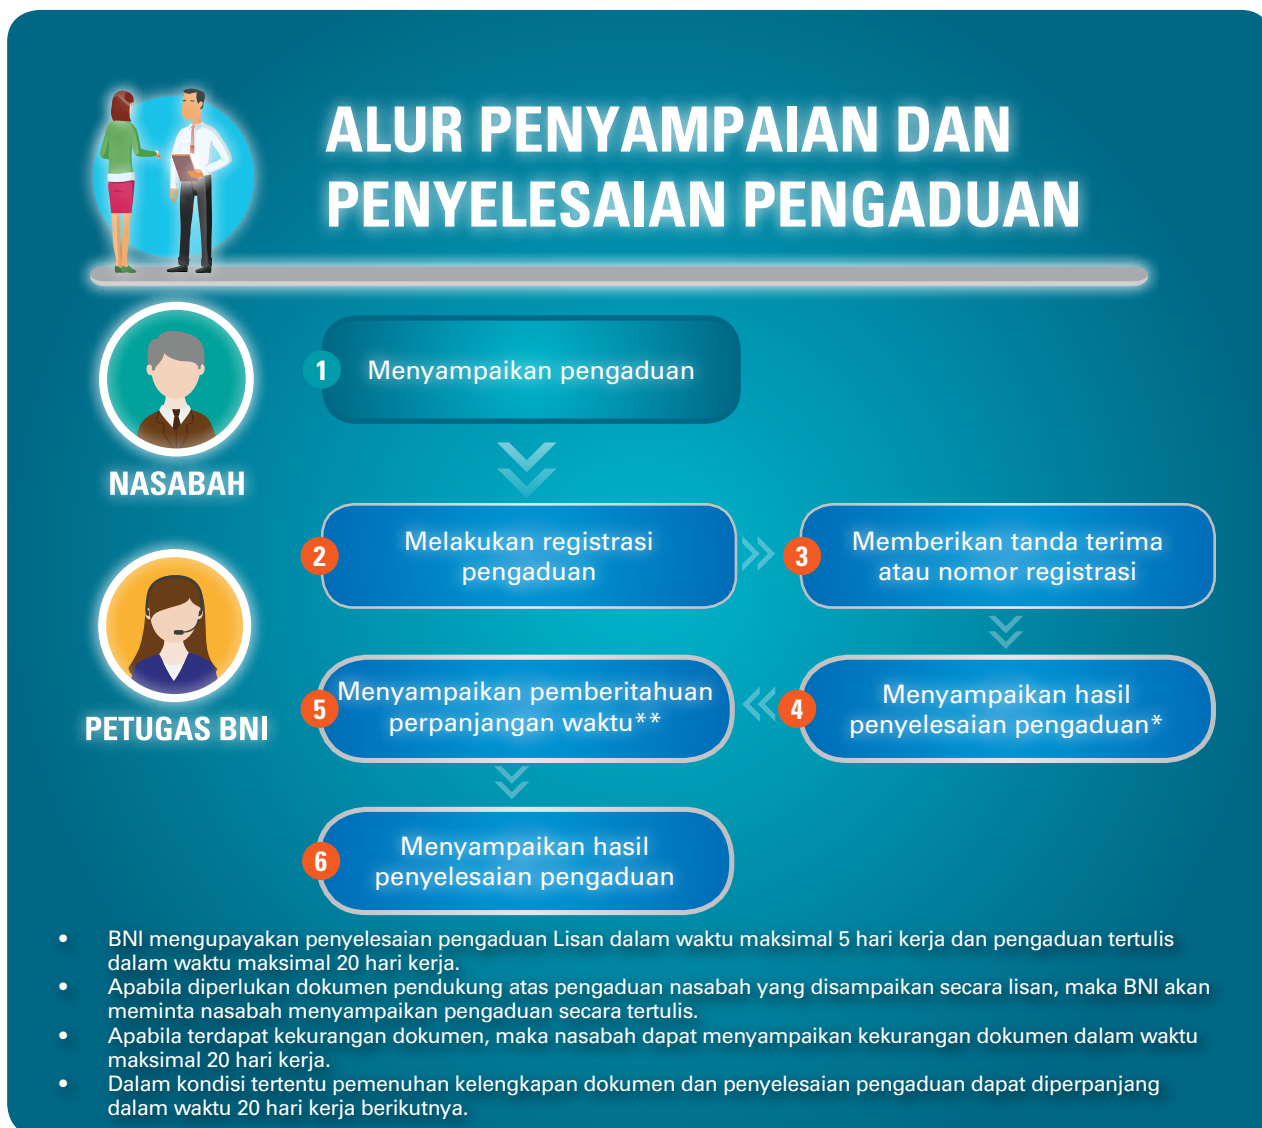 ALUR PENYAMPAIAN DAN
PENYELESAIAN PENGADUAN
NASABAH
1
Menyampaikan pengaduan
PETUGAS BNI
2
Melakukan registrasi
pengaduan
3
Memberikan tanda terima
atau nomor registrasi
4
Menyampaikan hasil
penyelesaian pengaduan*
5
Menyampaikan pemberitahuan
perpanjangan waktu**
6
Menyampaikan hasil
penyelesaian pengaduan
• BNI mengupayakan penyelesaian pengaduan Lisan dalam waktu maksimal 5 hari kerja dan pengaduan tertulis
dalam waktu maksimal 20 hari kerja.
• Apabila diperlukan dokumen pendukung atas pengaduan nasabah yang disampaikan secara lisan, maka BNI akan
meminta nasabah menyampaikan pengaduan secara tertulis.
• Apabila terdapat kekurangan dokumen, maka nasabah dapat menyampaikan kekurangan dokumen dalam waktu
maksimal 20 hari kerja.
• Dalam kondisi tertentu pemenuhan kelengkapan dokumen dan penyelesaian pengaduan dapat diperpanjang
dalam waktu 20 hari kerja berikutnya.